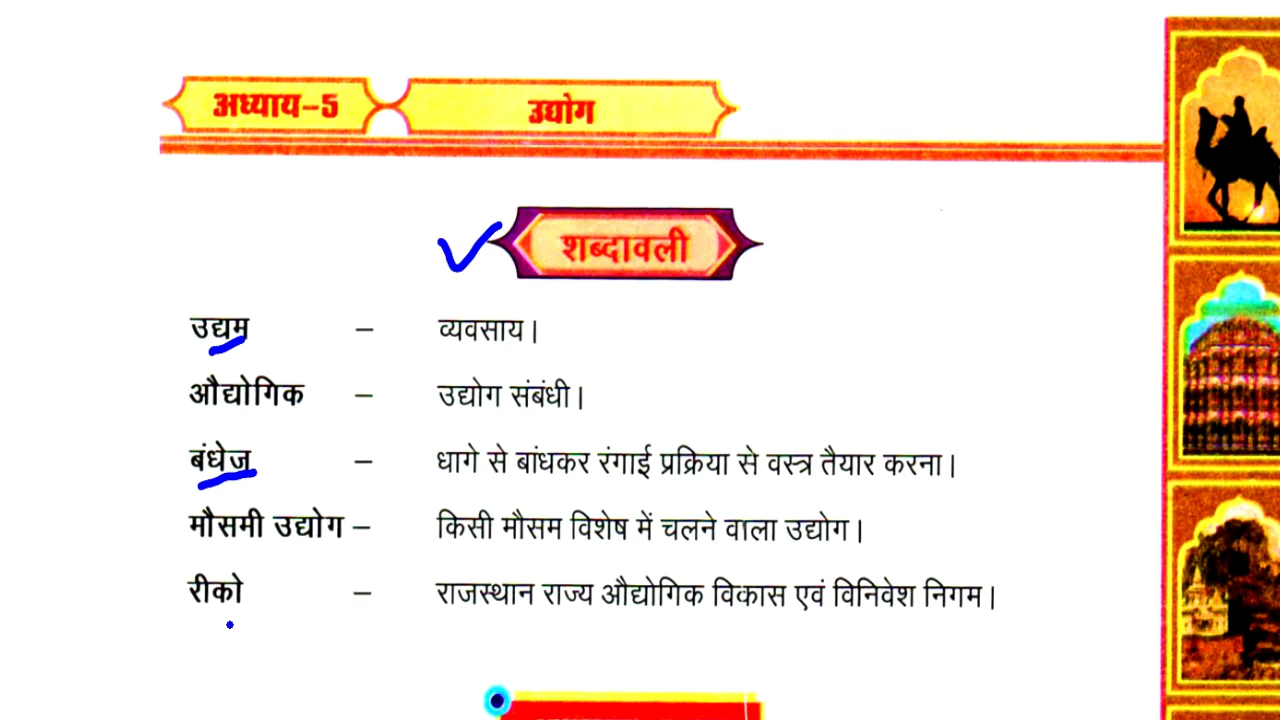 अध्याय-5
उद्योग
शब्दावली
उद्यम – व्यवसाय।
औद्योगिक – उद्योग संबंधी।
बंधेज – धागे से बांधकर रंगाई प्रक्रिया से वस्त्र तैयार करना।
मौसमी उद्योग – किसी मौसम विशेष में चलने वाला उद्योग।
रीको – राजस्थान राज्य औद्योगिक विकास एवं विनिवेश निगम।